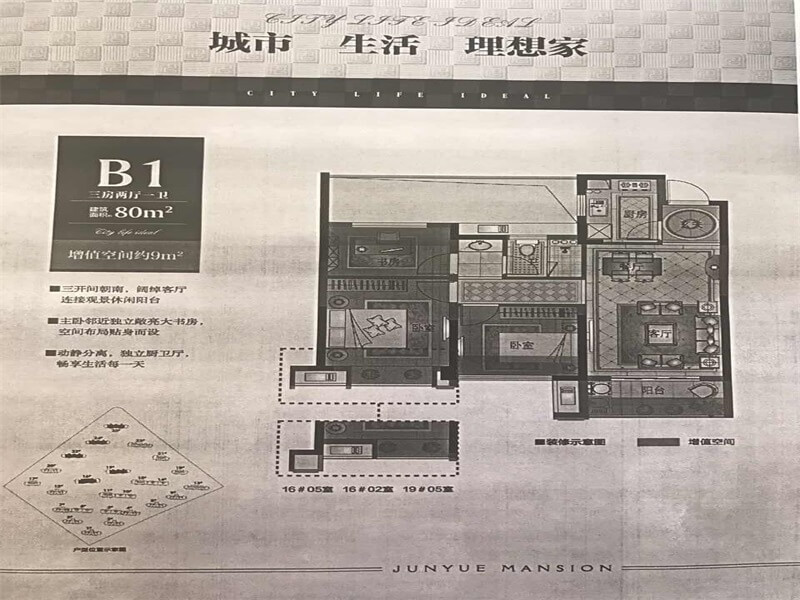 CITY LIFE IDEAL
城市 生活 理想家
CITY LIFE IDEAL
B1
三房两厅一卫
建筑面积约80m²
City life ideal
增值空间约9m²
■三开间朝南，阔绰客厅
连接观景休闲阳台
■主卧邻近独立敞亮大书房，
空间布局贴身而设
■动静分离，独立厨卫厅，
畅享生活每一天
厨房
书房
卧室
卧室
客厅
阳台
■装修示意图
增值空间
16#05室 16#02室 19#05室
户型位置示意图
JUNYUE MANSION